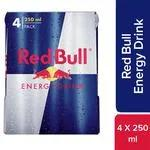 4
250 ml
PACK
Red Bull
ENERGY DRINK
Red Bull
Energy Drink
4 X 250
ml